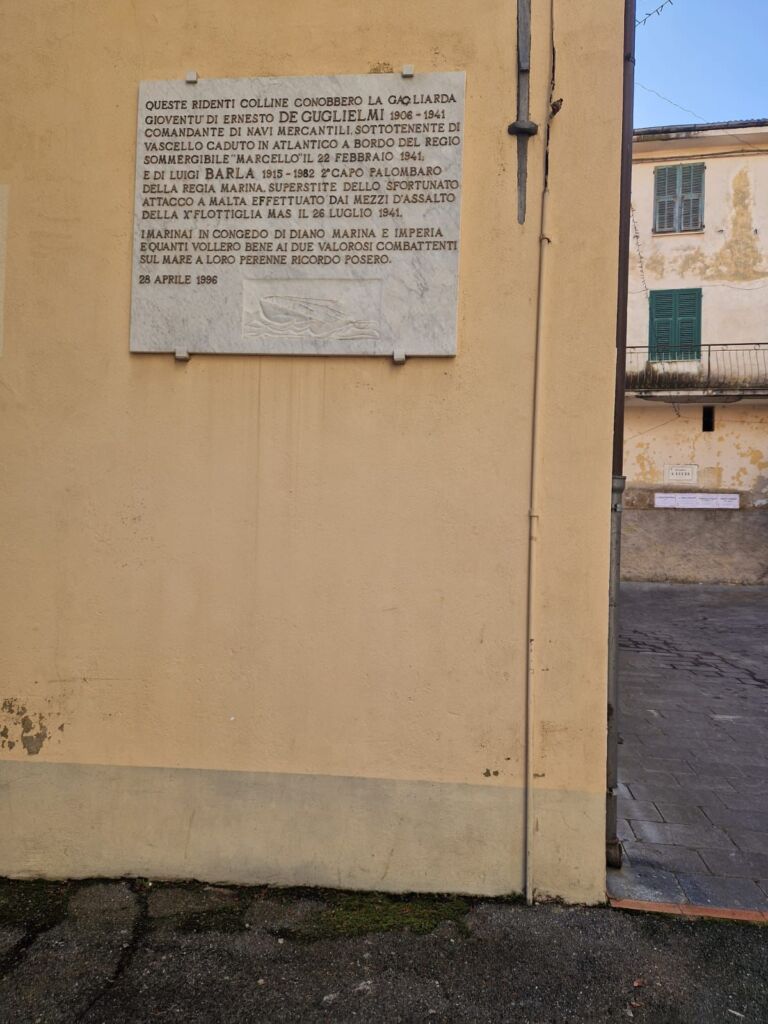 QUESTE RIDENTI COLLINE CONOBBERO LA GAGLIARDA
GIOVENTU' DI ERNESTO DE GUGLIELMI 1906 - 1941
COMANDANTE DI NAVI MERCANTILI, SOTTOTENENTE DI
VASCELLO CADUTO IN ATLANTICO A BORDO DEL REGIO
SOMMERGIBILE "MARCELLO" IL 22 FEBBRAIO 1941,
E DI LUIGI BARLA 1915 - 1982 2° CAPO PALOMBARO
DELLA REGIA MARINA, SUPERSTITE DELLO SFORTUNATO
ATTACCO A MALTA EFFETTUATO DAI MEZZI D'ASSALTO
DELLA Xª FLOTTIGLIA MAS IL 26 LUGLIO 1941.
I MARINAI IN CONGEDO DI DIANO MARINA E IMPERIA
E QUANTI VOLLERO BENE AI DUE VALOROSI COMBATTENTI
SUL MARE A LORO PERENNE RICORDO POSERO.
28 APRILE 1996